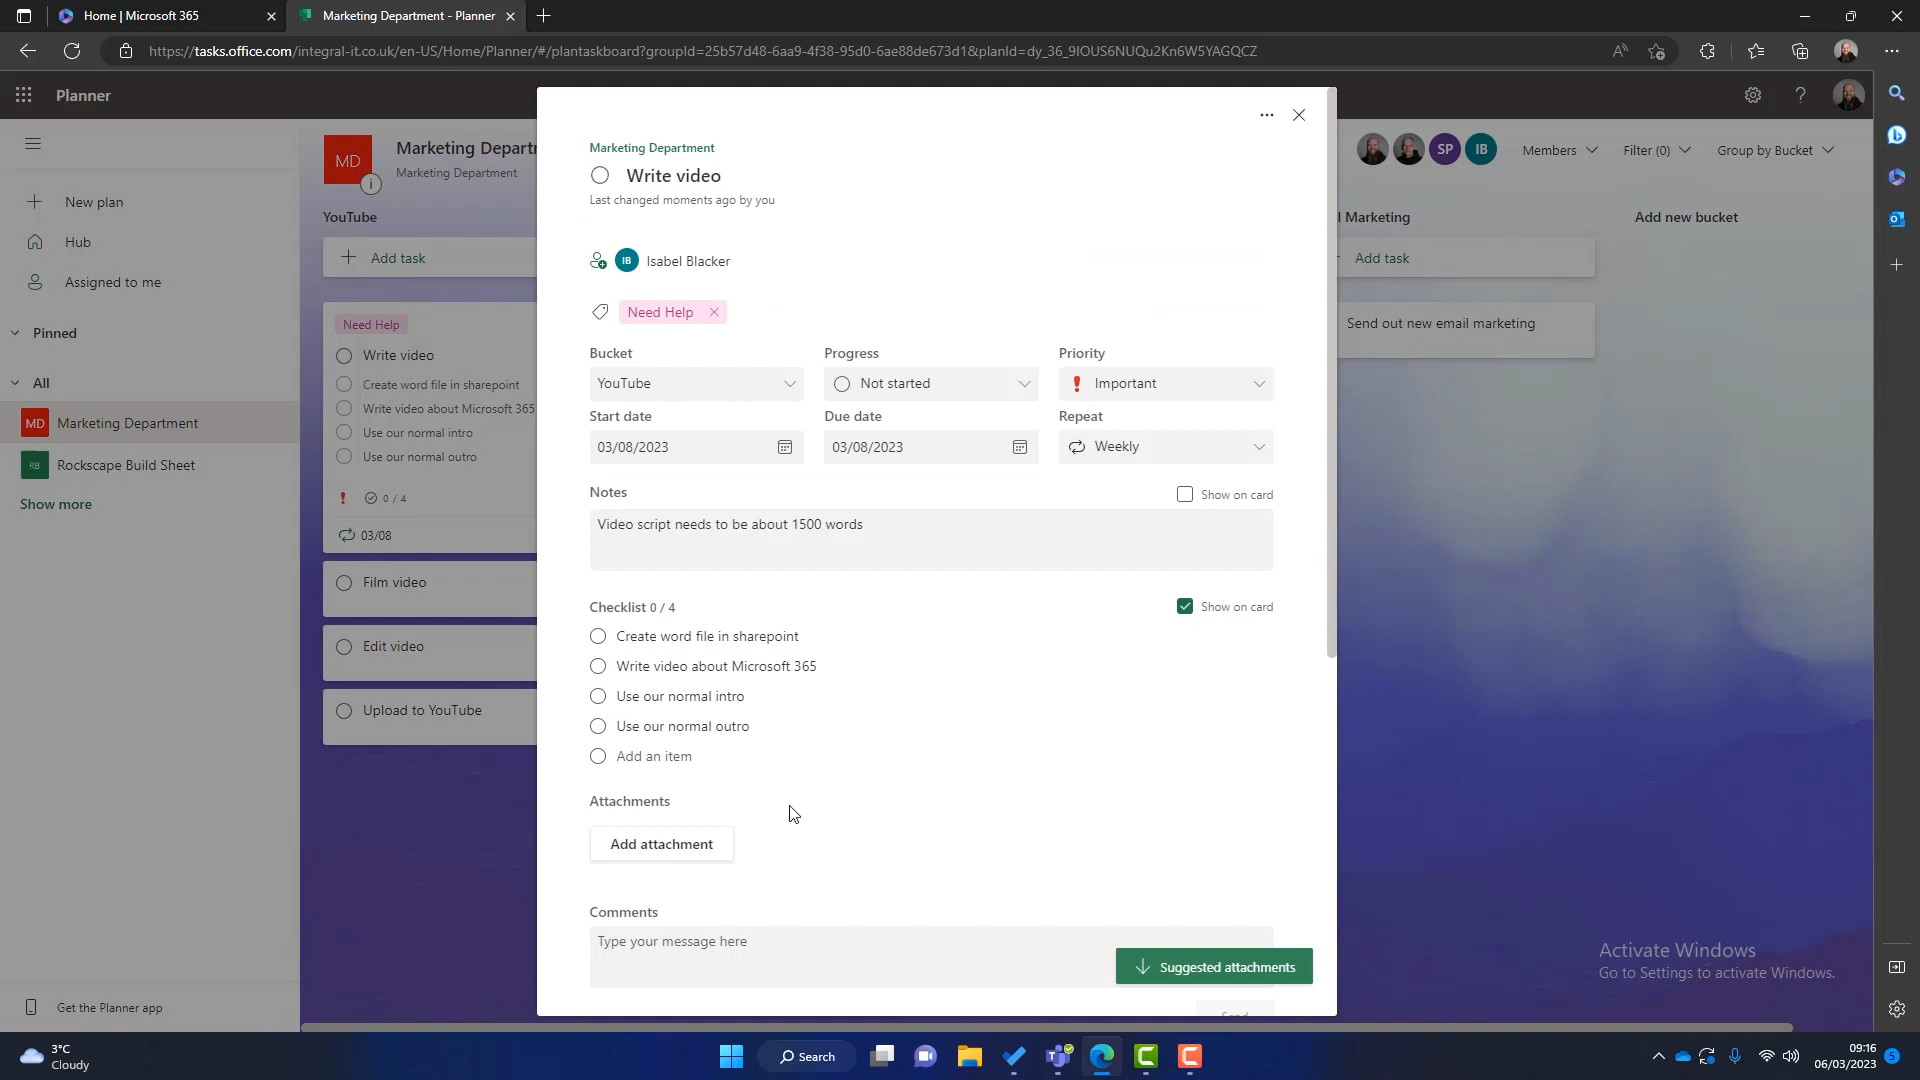 Home | Microsoft 365
Marketing Department - Planner
https://tasks.office.com/integral-it.co.uk/en-US/Home/Planner/#/plantaskboard?groupId=25b57d48-6aa9-4f38-95d0-6ae88de673d1&planId=dy_36_9IOUS6NUQu2Kn6W5YAGQCZ
Planner
New plan
Hub
Assigned to me
Pinned
All
MD Marketing Department
RB Rockscape Build Sheet
Show more
Get the Planner app
MD
Marketing Departm
Marketing Department
SP
IB
Members
Filter (0)
Group by Bucket
YouTube
Add task
Need Help
Write video
Create word file in sharepoint
Write video about Microsoft 365
Use our normal intro
Use our normal outro
0 / 4
03/08
Film video
Edit video
Upload to YouTube
Marketing Department
Write video
Last changed moments ago by you
IB Isabel Blacker
Need Help
Bucket
YouTube
Progress
Not started
Priority
Important
Start date
03/08/2023
Due date
03/08/2023
Repeat
Weekly
Notes
Show on card
Video script needs to be about 1500 words
Checklist 0 / 4
Show on card
Create word file in sharepoint
Write video about Microsoft 365
Use our normal intro
Use our normal outro
Add an item
Attachments
Add attachment
Comments
Type your message here
Suggested attachments
l Marketing
Add task
Send out new email marketing
Add new bucket
Activate Windows
Go to Settings to activate Windows.
3°C
Cloudy
Search
09:16
06/03/2023
5